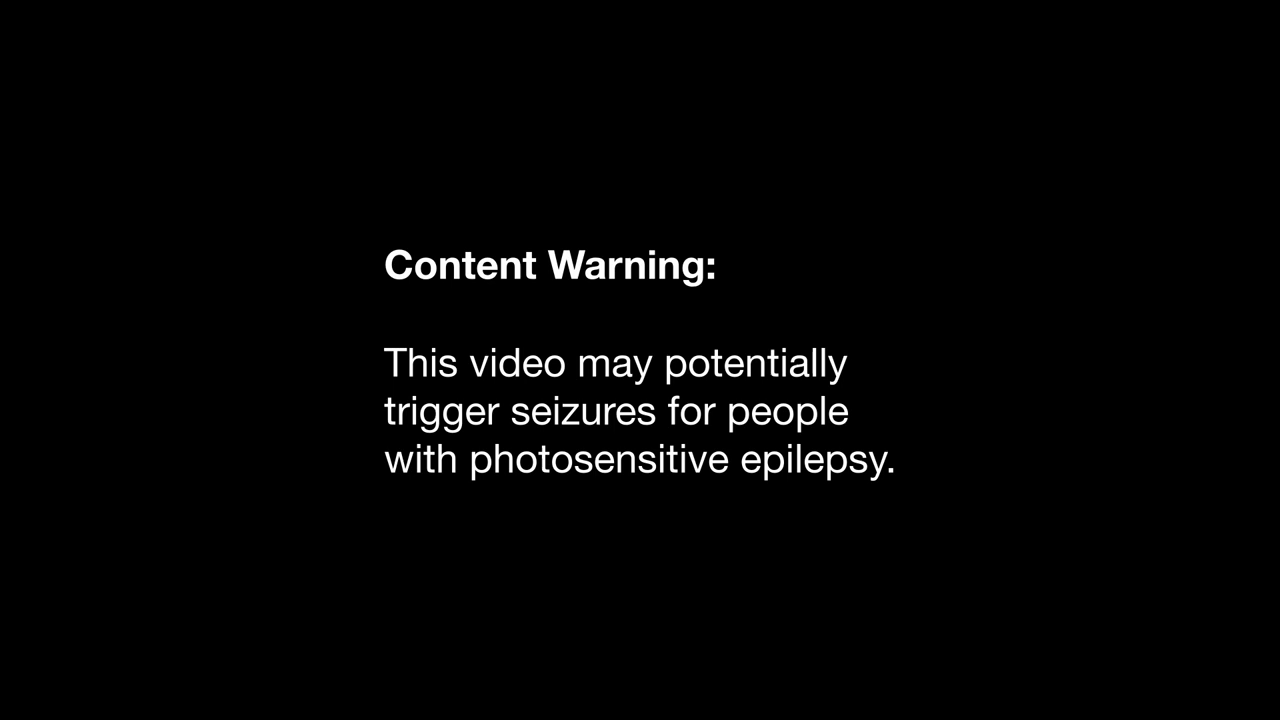 Content Warning:
This video may potentially
trigger seizures for people
with photosensitive epilepsy.